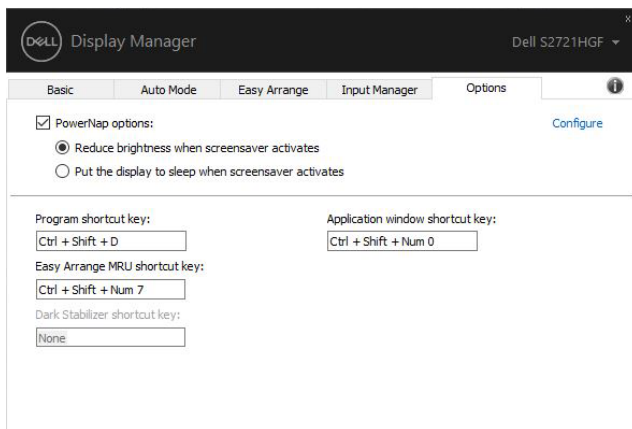 x
DELL Display Manager
Dell S2721HGF
Basic Auto Mode Easy Arrange Input Manager Options
i
PowerNap options:
Configure
Reduce brightness when screensaver activates
Put the display to sleep when screensaver activates
Program shortcut key:
Application window shortcut key:
Ctrl + Shift + D
Ctrl + Shift + Num 0
Easy Arrange MRU shortcut key:
Ctrl + Shift + Num 7
Dark Stabilizer shortcut key:
None